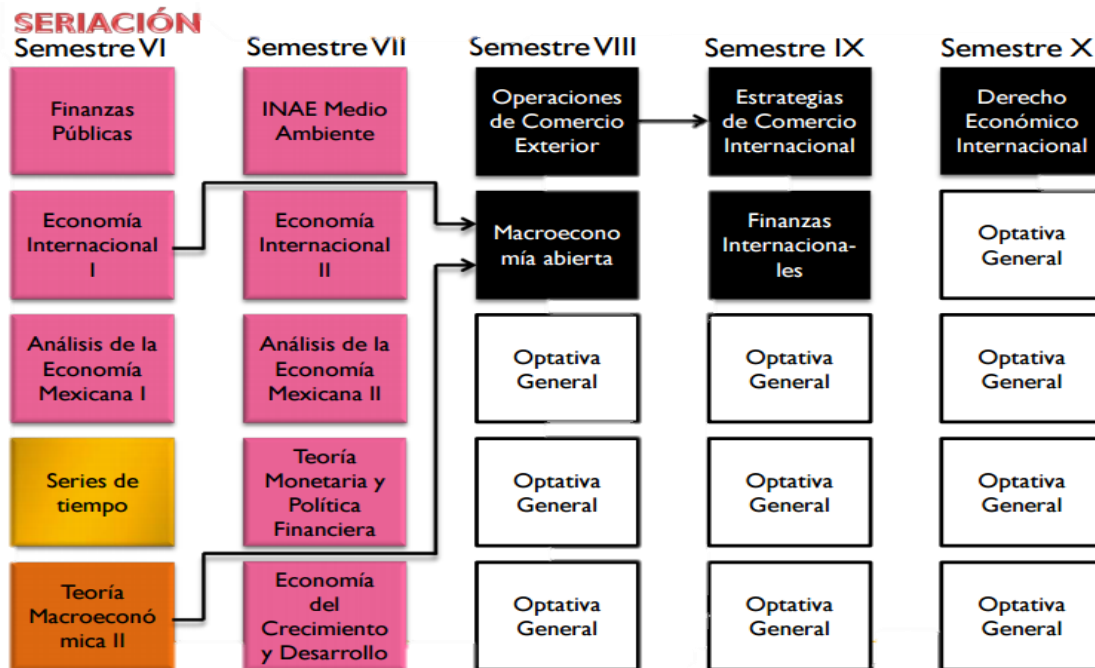 SERIACIÓN
Semestre VI
Semestre VII
Semestre VIII
Semestre IX
Semestre X
Finanzas
Públicas
INAE Medio
Ambiente
Operaciones
de Comercio
Exterior
Estrategias
de Comercio
Internacional
Derecho
Económico
Internacional
Economía
Internacional
I
Economía
Internacional
II
Macroecono
mía abierta
Finanzas
Internaciona-
les
Optativa
General
Análisis de la
Economía
Mexicana I
Análisis de la
Economía
Mexicana II
Optativa
General
Optativa
General
Optativa
General
Series de
tiempo
Teoría
Monetaria y
Política
Financiera
Optativa
General
Optativa
General
Optativa
General
Teoría
Macroeconó
mica II
Economía
del
Crecimiento
y Desarrollo
Optativa
General
Optativa
General
Optativa
General